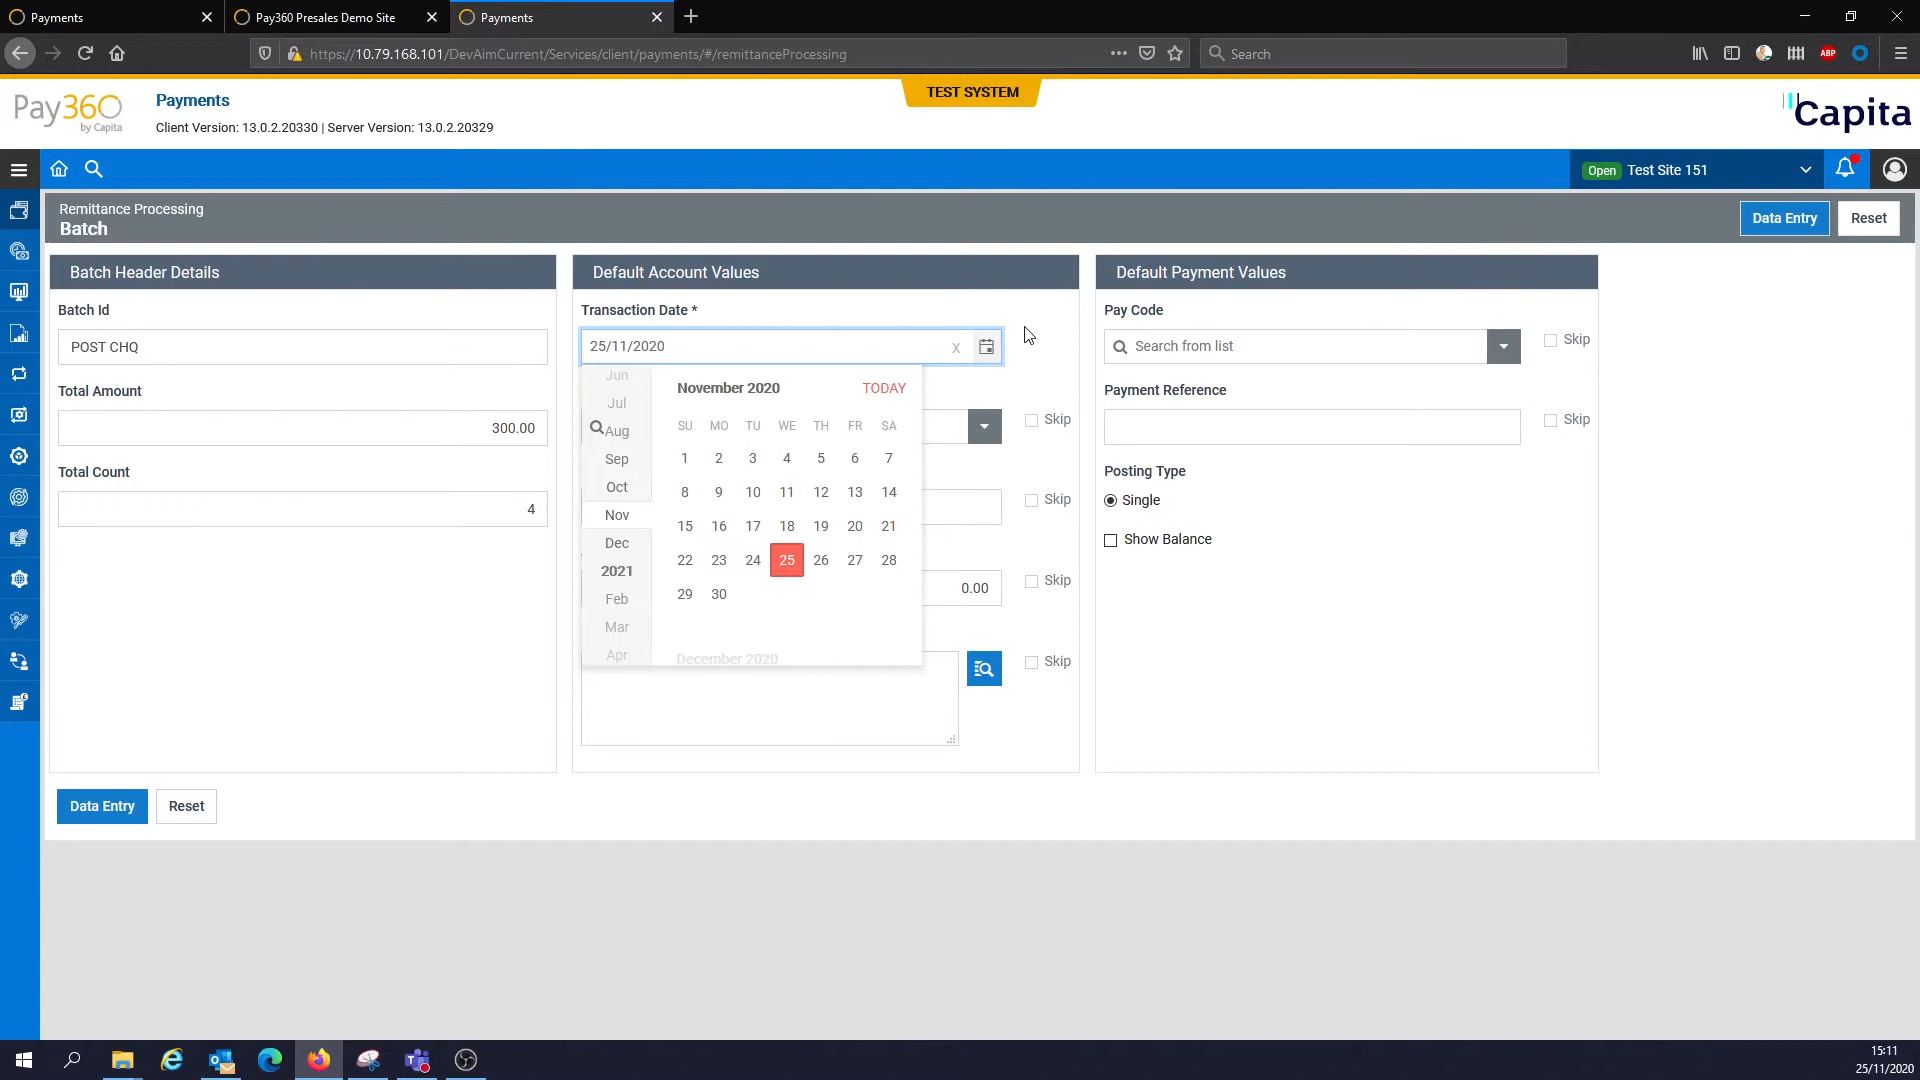 Payments
Pay360 Presales Demo Site
Payments
https://10.79.168.101/DevAimCurrent/Services/client/payments/#/remittanceProcessing
Search
ABP
Pay360
by Capita
Payments
Client Version: 13.0.2.20330 | Server Version: 13.0.2.20329
TEST SYSTEM
Capita
Open Test Site 151
Remittance Processing
Batch
Data Entry
Reset
Batch Header Details
Batch Id
POST CHQ
Total Amount
300.00
Total Count
4
Default Account Values
Transaction Date *
25/11/2020
x
Jun
Jul
Aug
Sep
Oct
Nov
Dec
2021
Feb
Mar
Apr
November 2020
TODAY
SU MO TU WE TH FR SA
1 2 3 4 5 6 7
8 9 10 11 12 13 14
15 16 17 18 19 20 21
22 23 24 25 26 27 28
29 30
December 2020
Skip
Skip
0.00
Skip
Skip
Default Payment Values
Pay Code
Search from list
Skip
Payment Reference
Skip
Posting Type
Single
Show Balance
Data Entry
Reset
15:11
25/11/2020